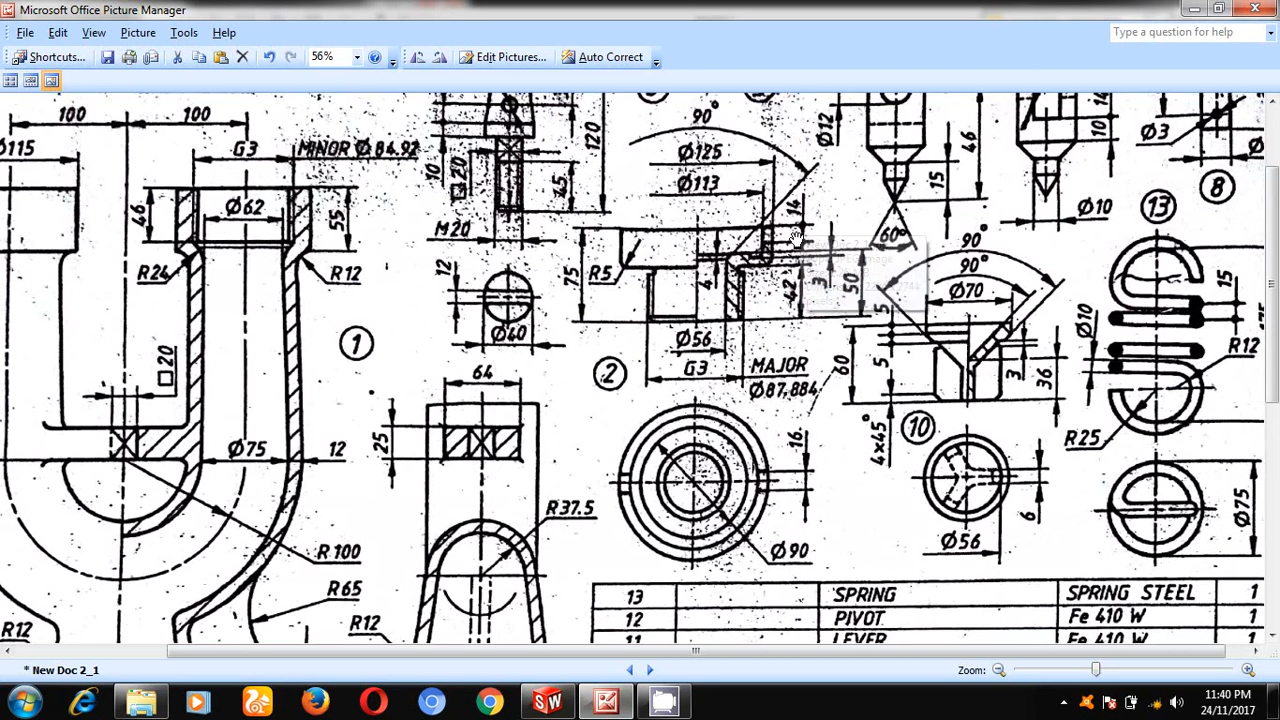 Microsoft Office Picture Manager
File Edit View Picture Tools Help
Type a question for help
Shortcuts... 56% Edit Pictures... Auto Correct
100 100
Ø115 G3 MINOR Ø 84.92
46 Ø62 55
R24 R12
□20
Ø75 12
R 100
R65
R12
1
10 □20 45 120
M20
12
Ø40
64
25
R37.5
R12
90°
Ø125
Ø113
14
75 R5 4 42 3 50
Ø56
G3 MAJOR
Ø87,884
2
16
Ø90
Ø12 46
15
60°
10 14
Ø10
Ø3
8
90°
90°
Ø70
5
60 5 3 36
4x45°
10
6
Ø56
13
15
Ø10
R12
R25
Ø75
13 SPRING SPRING STEEL 1
12 PIVOT Fe 410 W 1
11 LEVER Fe 410 W 1
* New Doc 2_1
Zoom:
SW
11:40 PM
24/11/2017